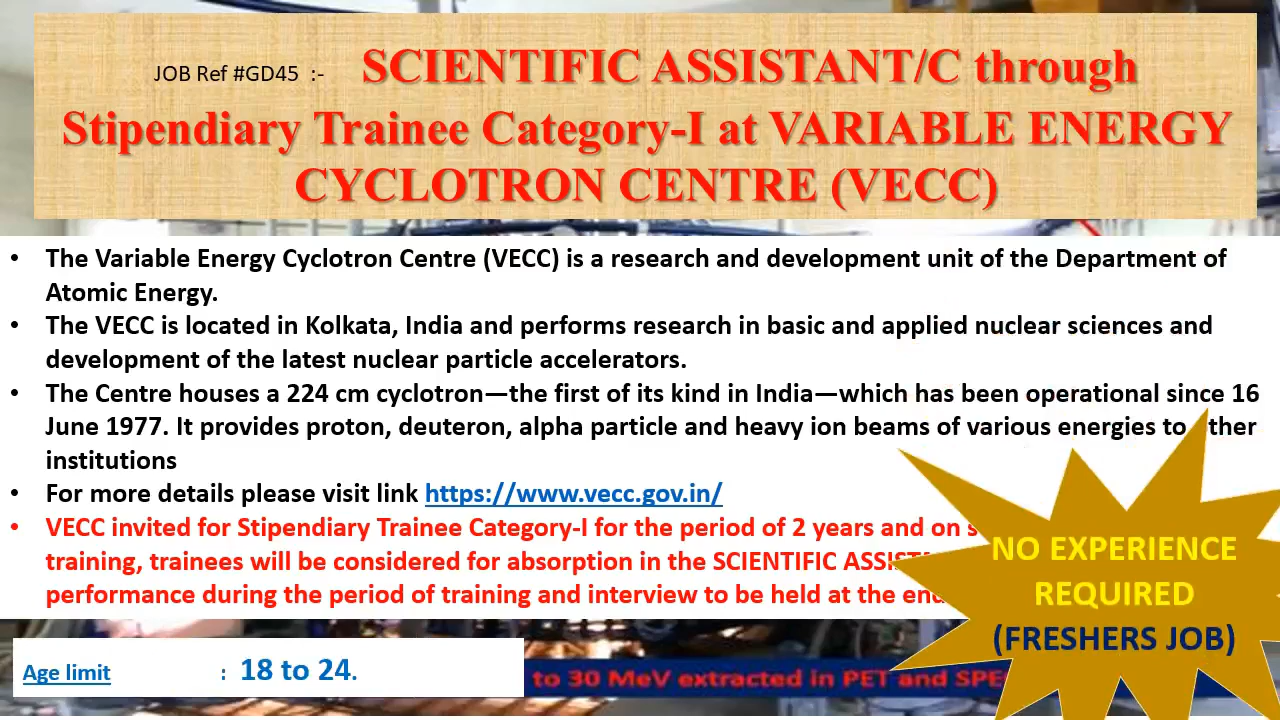 JOB Ref #GD45 :- SCIENTIFIC ASSISTANT/C through
Stipendiary Trainee Category-I at VARIABLE ENERGY
CYCLOTRON CENTRE (VECC)
• The Variable Energy Cyclotron Centre (VECC) is a research and development unit of the Department of
Atomic Energy.
• The VECC is located in Kolkata, India and performs research in basic and applied nuclear sciences and
development of the latest nuclear particle accelerators.
• The Centre houses a 224 cm cyclotron—the first of its kind in India—which has been operational since 16
June 1977. It provides proton, deuteron, alpha particle and heavy ion beams of various energies to other
institutions
• For more details please visit link https://www.vecc.gov.in/
• VECC invited for Stipendiary Trainee Category-I for the period of 2 years and on
training, trainees will be considered for absorption in the SCIENTIFIC
performance during the period of training and interview to be held at the end
NO EXPERIENCE
REQUIRED
(FRESHERS JOB)
Age limit : 18 to 24.
to 30 MeV extracted in PET and